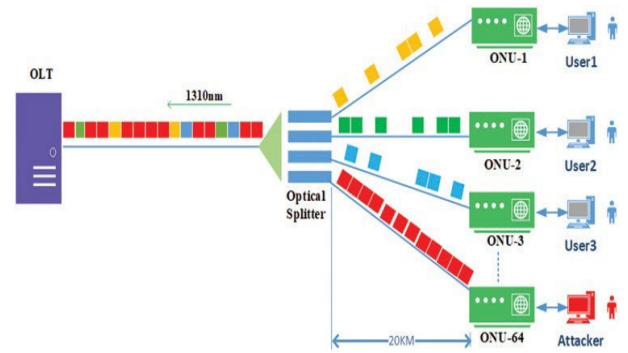 OLT
1310nm
Optical
Splitter
ONU-1
User1
ONU-2
User2
ONU-3
User3
ONU-64
Attacker
20KM